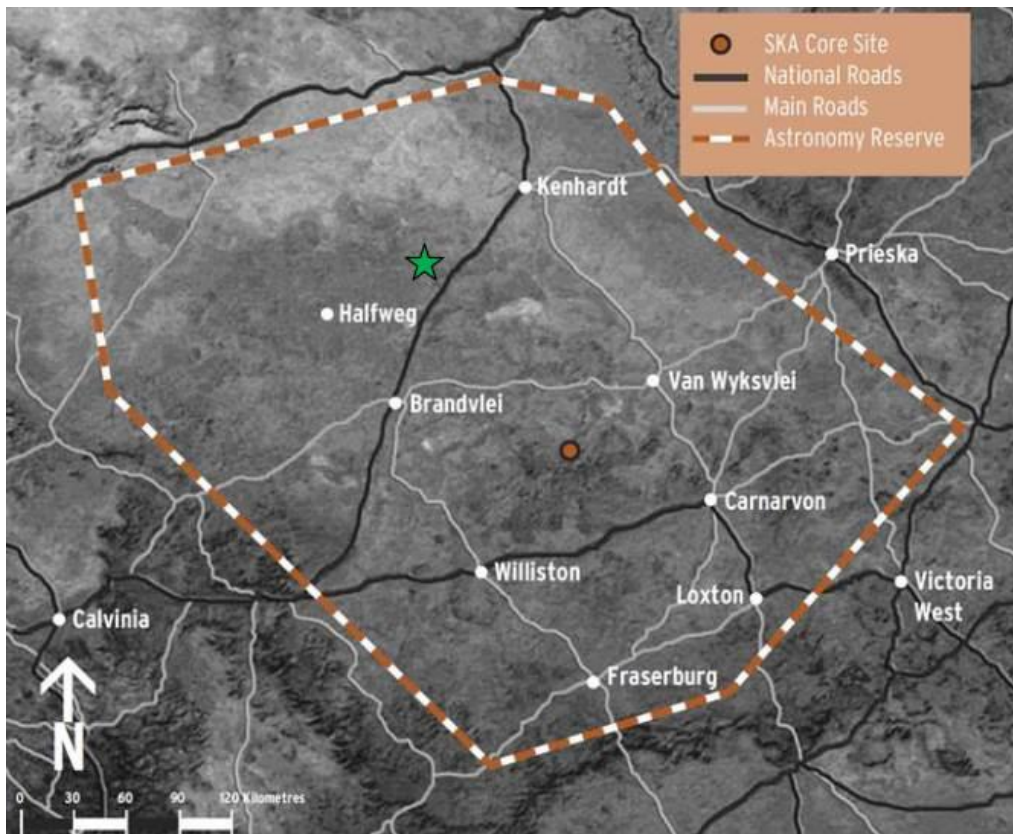 SKA Core Site
National Roads
Main Roads
Astronomy Reserve
Kenhardt
Prieska
Halfweg
Van Wyksvlei
Brandvlei
Carnarvon
Williston
Loxton
Victoria
West
Calvinia
Fraserburg
N
0 30 60 90 120 Kilometres